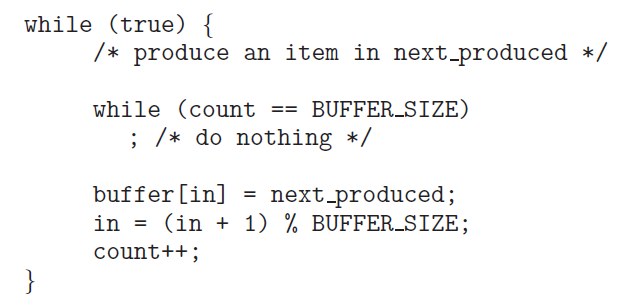 while (true) {
/* produce an item in next_produced */
while (count == BUFFER_SIZE)
; /* do nothing */
buffer[in] = next_produced;
in = (in + 1) % BUFFER_SIZE;
count++;
}